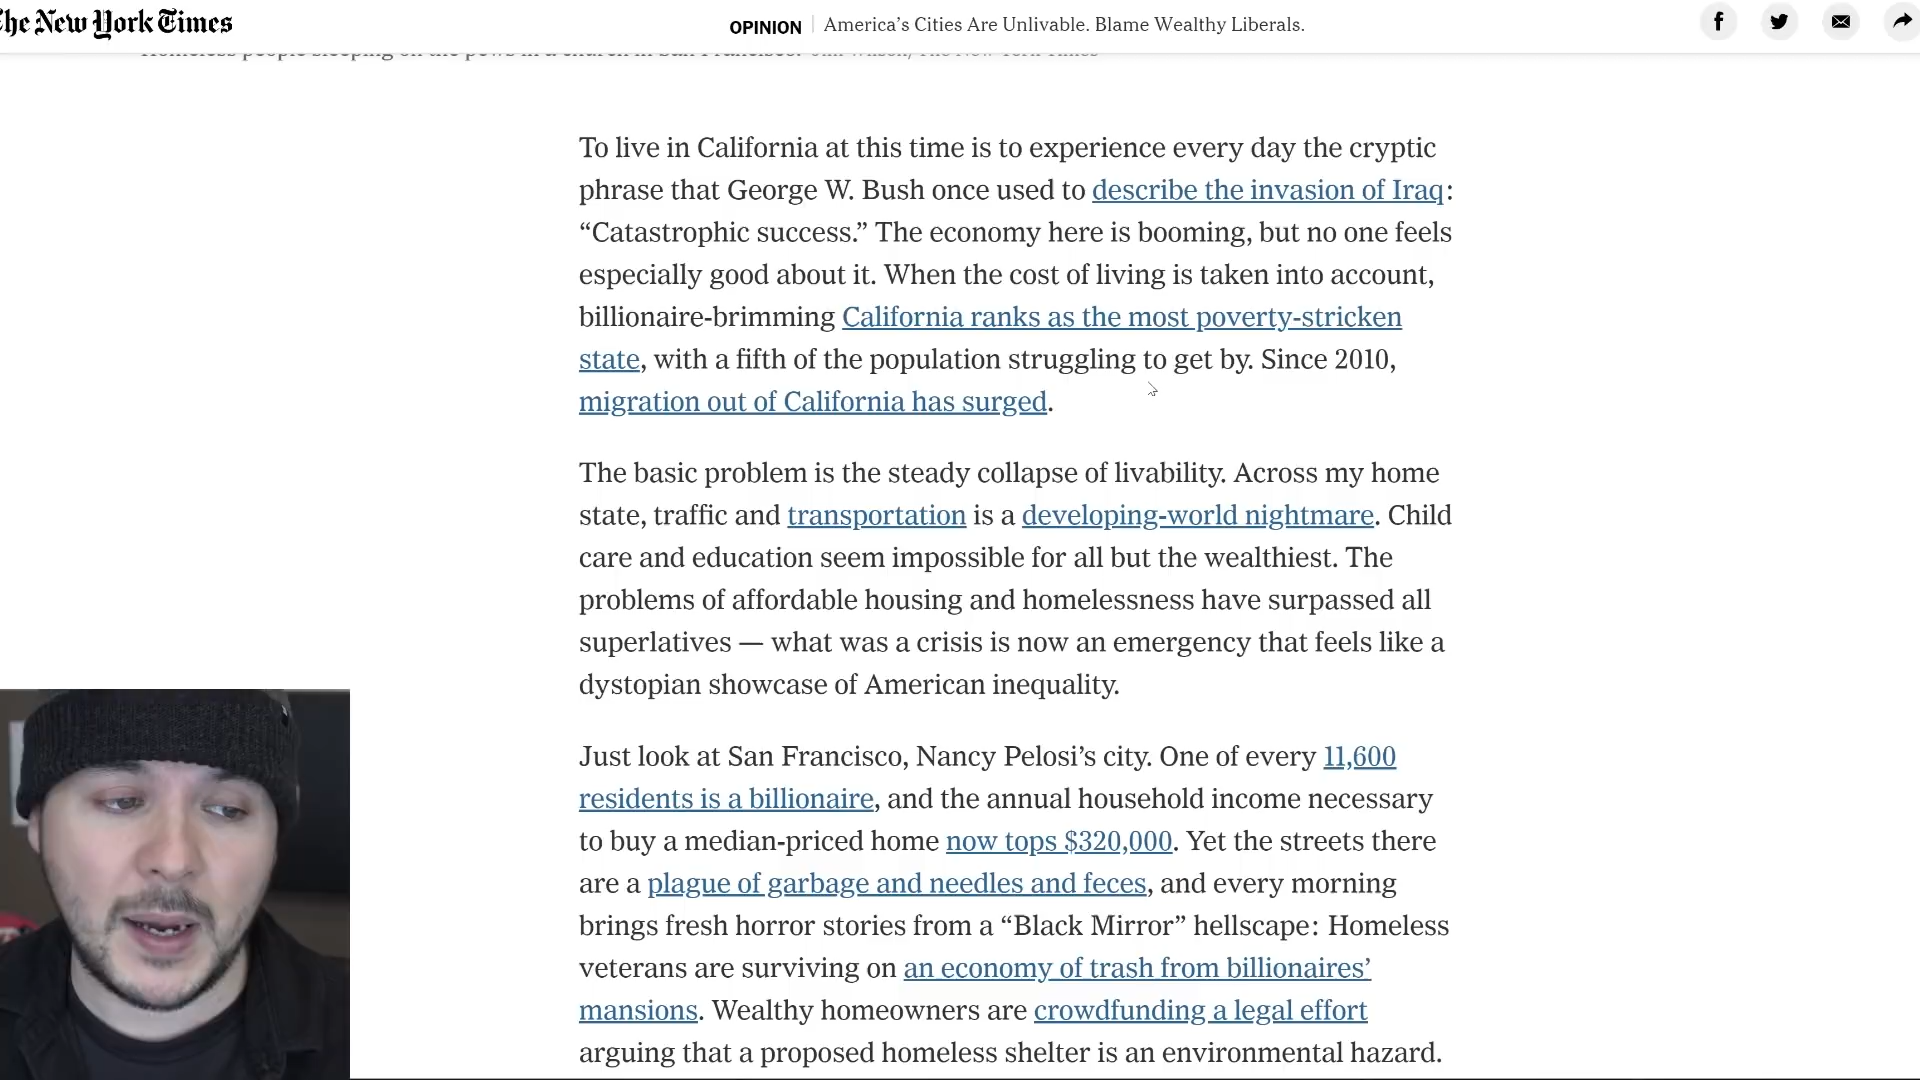 The New York Times
OPINION | America's Cities Are Unlivable. Blame Wealthy Liberals.
Homeless people sleeping on the pews in a church in San Francisco. Jim Wilson/The New York Times
To live in California at this time is to experience every day the cryptic
phrase that George W. Bush once used to describe the invasion of Iraq:
“Catastrophic success.” The economy here is booming, but no one feels
especially good about it. When the cost of living is taken into account,
billionaire-brimming California ranks as the most poverty-stricken
state, with a fifth of the population struggling to get by. Since 2010,
migration out of California has surged.
The basic problem is the steady collapse of livability. Across my home
state, traffic and transportation is a developing-world nightmare. Child
care and education seem impossible for all but the wealthiest. The
problems of affordable housing and homelessness have surpassed all
superlatives — what was a crisis is now an emergency that feels like a
dystopian showcase of American inequality.
Just look at San Francisco, Nancy Pelosi’s city. One of every 11,600
residents is a billionaire, and the annual household income necessary
to buy a median-priced home now tops $320,000. Yet the streets there
are a plague of garbage and needles and feces, and every morning
brings fresh horror stories from a “Black Mirror” hellscape: Homeless
veterans are surviving on an economy of trash from billionaires’
mansions. Wealthy homeowners are crowdfunding a legal effort
arguing that a proposed homeless shelter is an environmental hazard.